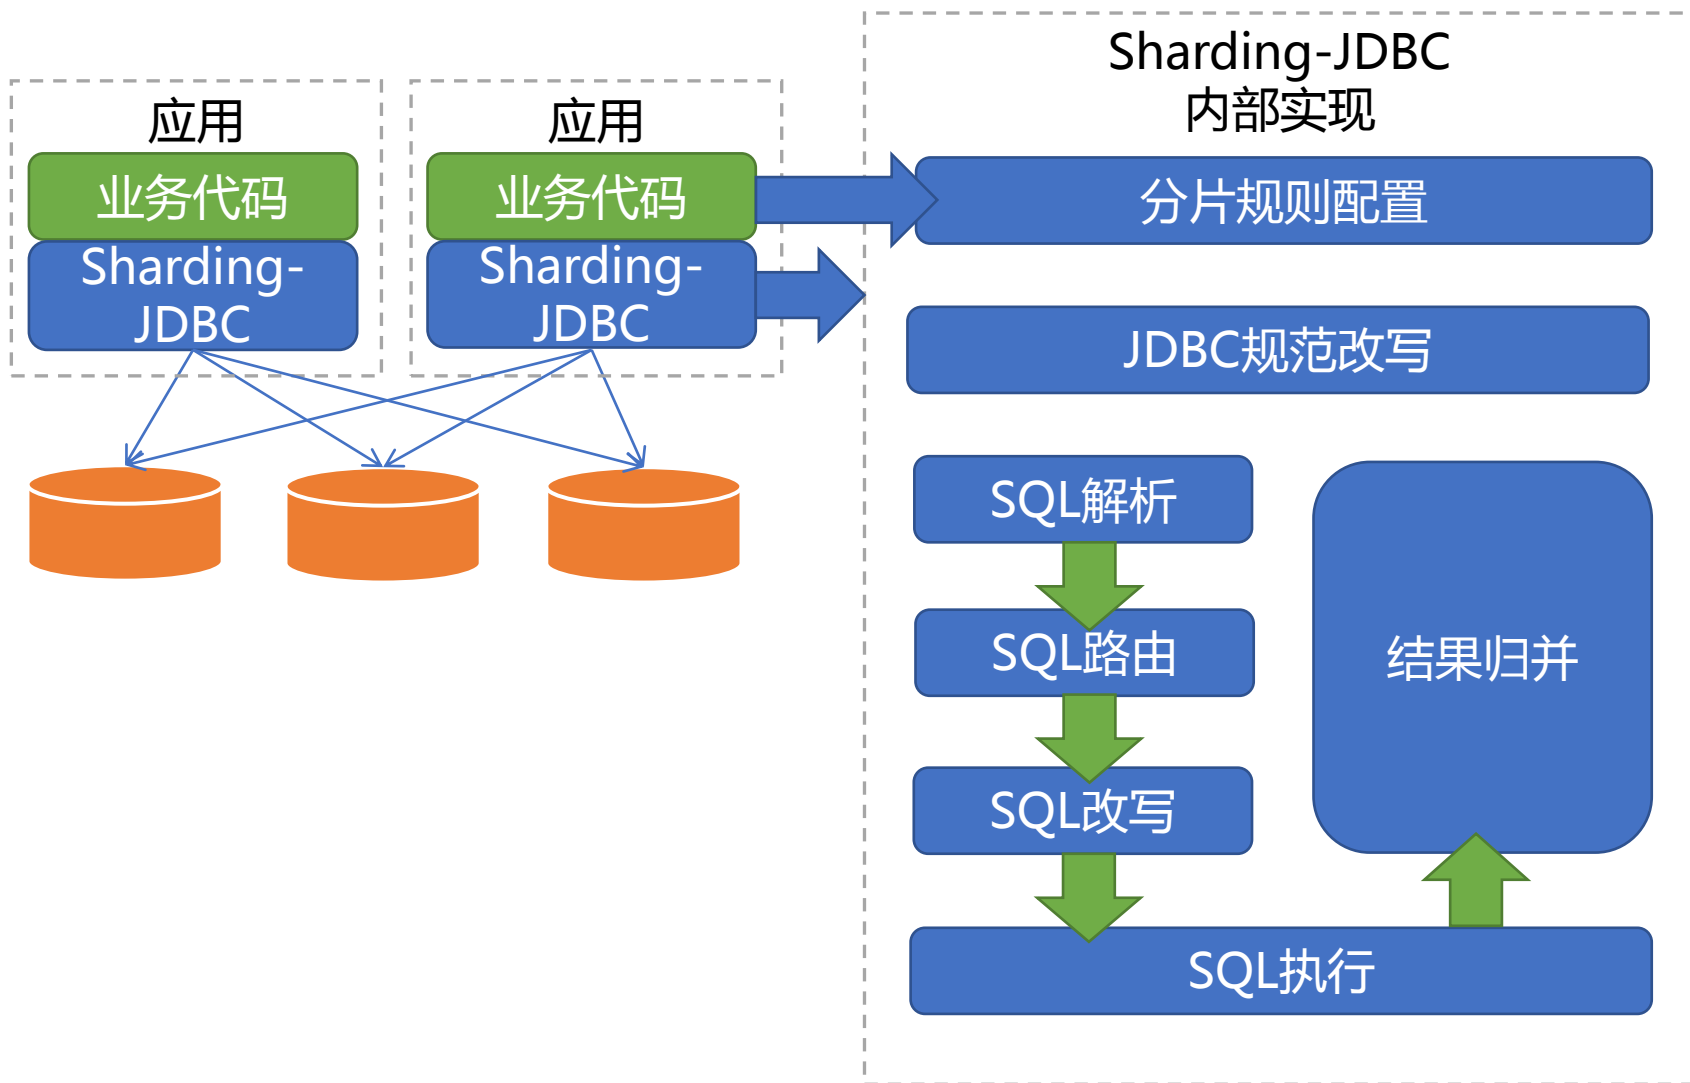 应用
业务代码
Sharding-
JDBC
应用
业务代码
Sharding-
JDBC
Sharding-JDBC
内部实现
分片规则配置
JDBC规范改写
SQL解析
SQL路由
SQL改写
结果归并
SQL执行